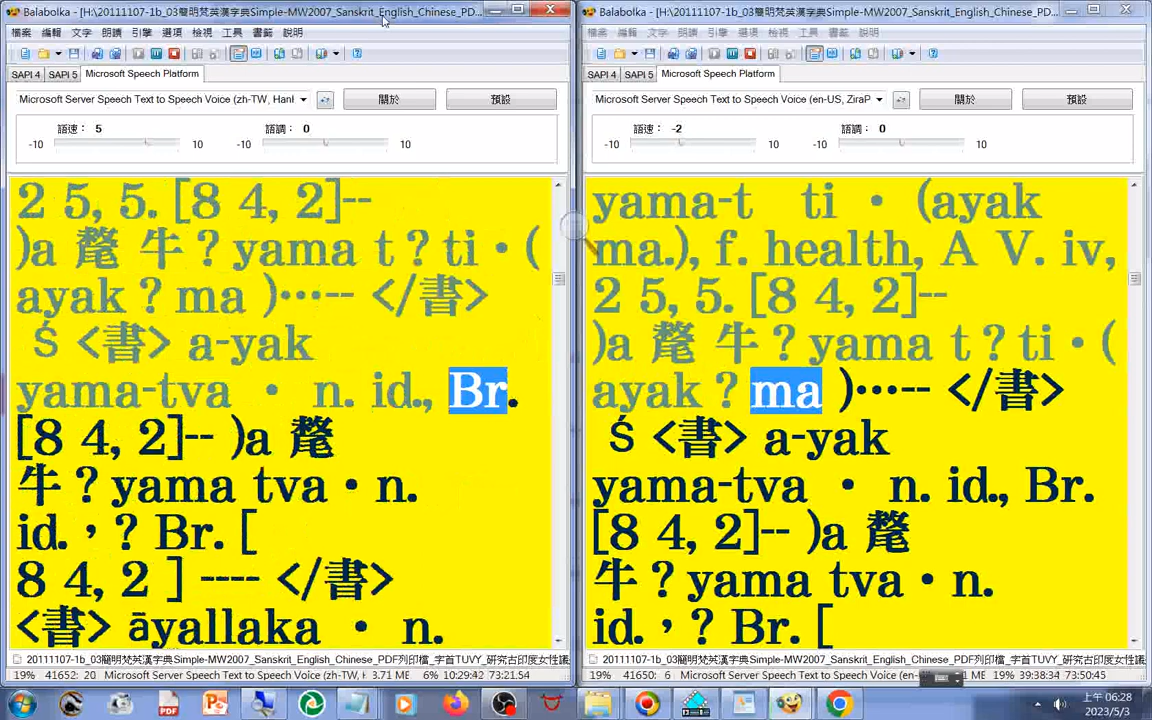 Balabolka - [H:\20111107-1b_03簡明梵英漢字典Simple-MW2007_Sanskrit_English_Chinese_PD...
檔案 編輯 文字 朗讀 引擎 選項 檢視 工具 書籤 說明
SAPI 4 SAPI 5 Microsoft Speech Platform
Microsoft Server Speech Text to Speech Voice (zh-TW, Hanl
關於 預設
語速： 5 語調： 0
-10 10 -10 10
2 5, 5. [8 4, 2]--
)a 氂 牛 ? yama t ? ti • (
ayak ? ma )…-- </書>
Ś <書> a-yak
yama-tva • n. id., Br.
[8 4, 2]-- )a 氂
牛 ? yama tva • n.
id.，? Br. [
8 4, 2 ] ---- </書>
<書> āyallaka • n.
20111107-1b_03簡明梵英漢字典Simple-MW2007_Sanskrit_English_Chinese_PDF列印檔_字首TUVY_研究古印度女性議
19% 41652: 20 Microsoft Server Speech Text to Speech Voice (zh-TW, H 3.71 ME 6% 10:29:42 73:21.54
Balabolka - [H:\20111107-1b_03簡明梵英漢字典Simple-MW2007_Sanskrit_English_Chinese_PD...
檔案 編輯 文字 朗讀 引擎 選項 檢視 工具 書籤 說明
SAPI 4 SAPI 5 Microsoft Speech Platform
Microsoft Server Speech Text to Speech Voice (en-US, ZiraP
關於 預設
語速： -2 語調： 0
-10 10 -10 10
yama-t ti • (ayak
ma.), f. health, A V. iv,
2 5, 5. [8 4, 2]--
)a 氂 牛 ? yama t ? ti • (
ayak ? ma )…-- </書>
Ś <書> a-yak
yama-tva • n. id., Br.
[8 4, 2]-- )a 氂
牛 ? yama tva • n.
id.，? Br. [
20111107-1b_03簡明梵英漢字典Simple-MW2007_Sanskrit_English_Chinese_PDF列印檔_字首TUVY_研究古印度女性議
19% 41650: 6 Microsoft Server Speech Text to Speech Voice (en 19% 39:38:34 73:50:45
上午 06:28
2023/5/3